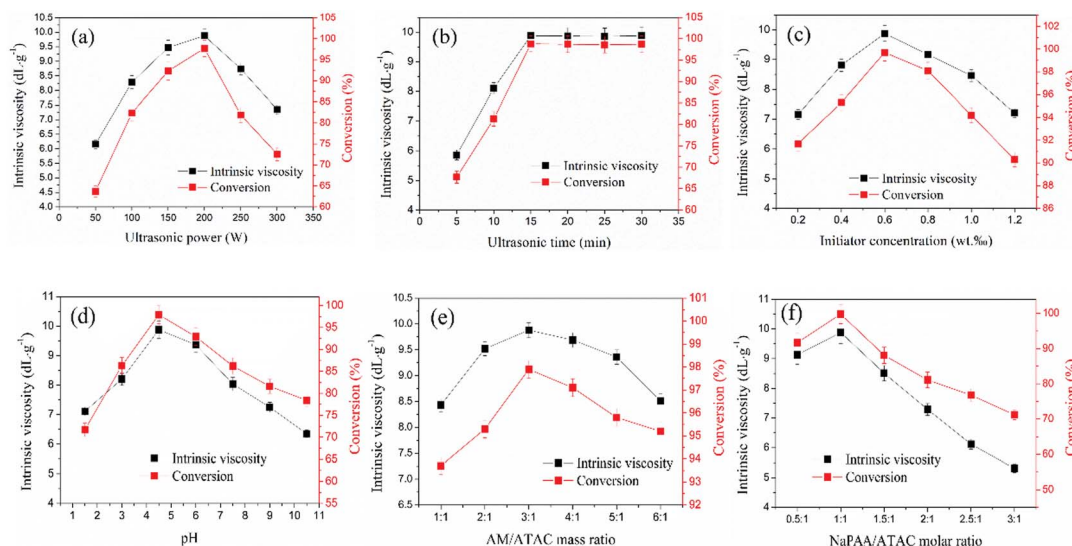 (a)
10.5
10.0
9.5
9.0
8.5
8.0
7.5
7.0
6.5
6.0
5.5
5.0
4.5
4.0
Intrinsic viscosity (dL·g⁻¹)
Intrinsic viscosity
Conversion
0 50 100 150 200 250 300 350
Ultrasonic power (W)
105
100
95
90
85
80
75
70
65
60
Conversion (%)
(b)
10
9
8
7
6
5
4
Intrinsic viscosity (dL·g⁻¹)
Intrinsic viscosity
Conversion
0 5 10 15 20 25 30 35
Ultrasonic time (min)
105
100
95
90
85
80
75
70
65
60
Conversion (%)
(c)
10
9
8
7
6
5
4
Intrinsic viscosity (dL·g⁻¹)
Intrinsic viscosity
Conversion
0.2 0.4 0.6 0.8 1.0 1.2
Initiator concentration (wt.‰)
102
100
98
96
94
92
90
88
86
Conversion (%)
(d)
11
10
9
8
7
6
5
4
Intrinsic viscosity (dL·g⁻¹)
Intrinsic viscosity
Conversion
1 2 3 4 5 6 7 8 9 10 11
pH
100
95
90
85
80
75
70
65
60
55
50
Conversion (%)
(e)
10.5
10.0
9.5
9.0
8.5
8.0
7.5
7.0
6.5
Intrinsic viscosity (dL·g⁻¹)
Intrinsic viscosity
Conversion
1:1 2:1 3:1 4:1 5:1 6:1
AM/ATAC mass ratio
101
100
99
98
97
96
95
94
93
92
Conversion (%)
(f)
11
10
9
8
7
6
5
4
Intrinsic viscosity (dL·g⁻¹)
Intrinsic viscosity
Conversion
0.5:1 1:1 1.5:1 2:1 2.5:1 3:1
NaPAA/ATAC molar ratio
100
90
80
70
60
50
Conversion (%)